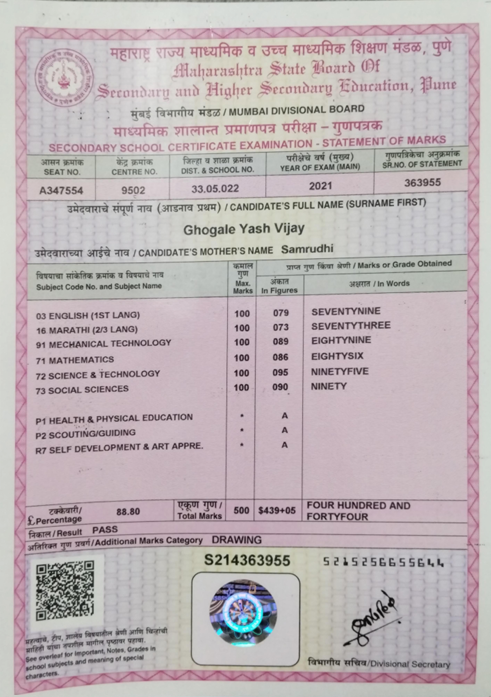 महाराष्ट्र राज्य माध्यमिक व उच्च माध्यमिक शिक्षण मंडळ, पुणे
Maharashtra State Board Of
Secondary and Higher Secondary Education, Pune
मुंबई विभागीय मंडळ / MUMBAI DIVISIONAL BOARD
माध्यमिक शालान्त प्रमाणपत्र परीक्षा - गुणपत्रक
SECONDARY SCHOOL CERTIFICATE EXAMINATION - STATEMENT OF MARKS
आसन क्रमांक केंद्र क्रमांक जिल्हा व शाळा क्रमांक परीक्षेचे वर्ष (मुख्य) गुणपत्रिकेचा अनुक्रमांक
SEAT NO. CENTRE NO. DIST. & SCHOOL NO. YEAR OF EXAM (MAIN) SR.NO. OF STATEMENT
A347554 9502 33.05.022 2021 363955
उमेदवाराचे संपूर्ण नाव (आडनाव प्रथम) / CANDIDATE'S FULL NAME (SURNAME FIRST)
Ghogale Yash Vijay
उमेदवाराच्या आईचे नाव / CANDIDATE'S MOTHER'S NAME Samrudhi
विषयाचा सांकेतिक क्रमांक व विषयाचे नाव
Subject Code No. and Subject Name
कमाल
गुण
Max.
Marks
प्राप्त गुण किंवा श्रेणी / Marks or Grade Obtained
अंकात
In Figures
अक्षरात / In Words
03 ENGLISH (1ST LANG) 100 079 SEVENTYNINE
16 MARATHI (2/3 LANG) 100 073 SEVENTYTHREE
91 MECHANICAL TECHNOLOGY 100 089 EIGHTYNINE
71 MATHEMATICS 100 086 EIGHTYSIX
72 SCIENCE & TECHNOLOGY 100 095 NINETYFIVE
73 SOCIAL SCIENCES 100 090 NINETY
P1 HEALTH & PHYSICAL EDUCATION * A
P2 SCOUTING/GUIDING * A
R7 SELF DEVELOPMENT & ART APPRE. * A
टक्केवारी/
£Percentage 88.80
एकूण गुण /
Total Marks 500 $439+05 FOUR HUNDRED AND
FORTYFOUR
निकाल / Result PASS
अतिरिक्त गुण प्रवर्ग/Additional Marks Category DRAWING
S214363955
5215256655644
महत्वाचे, टीप, शालेय विषयातील श्रेणी आणि चिन्हांची
माहिती यांचा तपशील मागील पृष्ठावर पहावा.
See overleaf for Important, Notes, Grades in
school subjects and meaning of special
characters.
विभागीय सचिव/Divisional Secretary